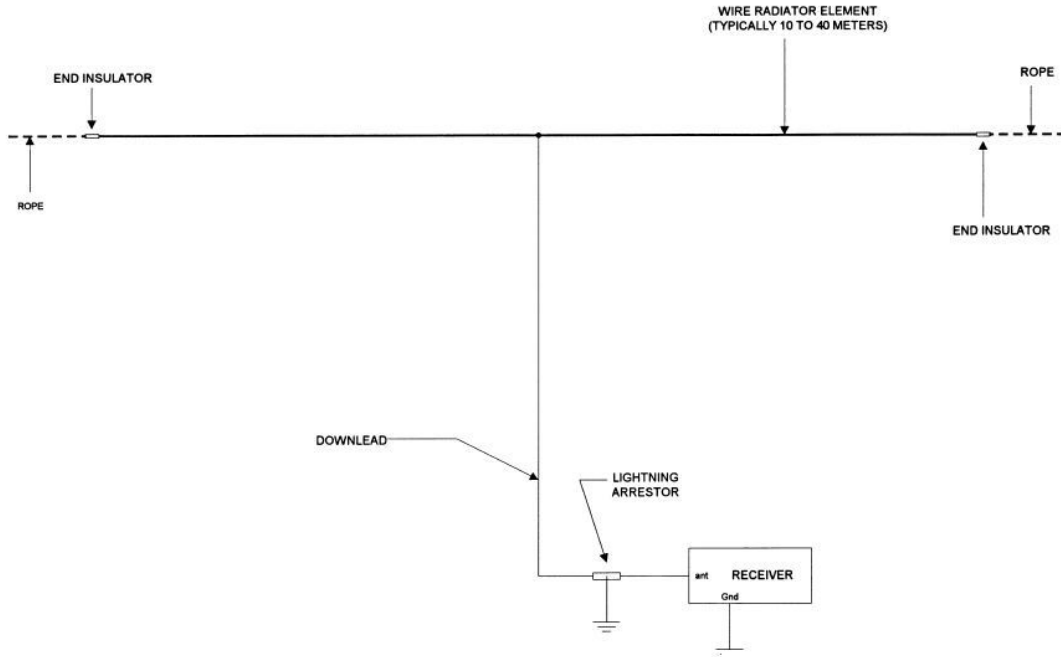 WIRE RADIATOR ELEMENT
(TYPICALLY 10 TO 40 METERS)
END INSULATOR
ROPE
ROPE
END INSULATOR
DOWNLEAD
LIGHTNING
ARRESTOR
ant
RECEIVER
Gnd